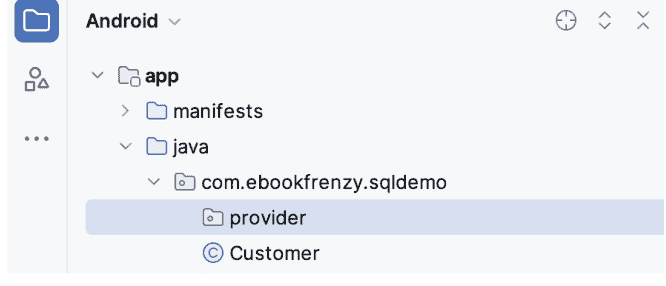 Android
app
manifests
java
com.ebookfrenzy.sqldemo
provider
C Customer